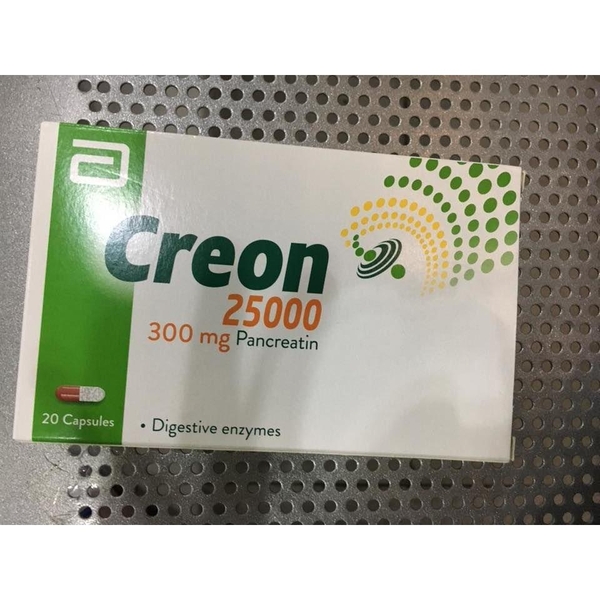 Creon
25000
300 mg Pancreatin
20 Capsules
• Digestive enzymes